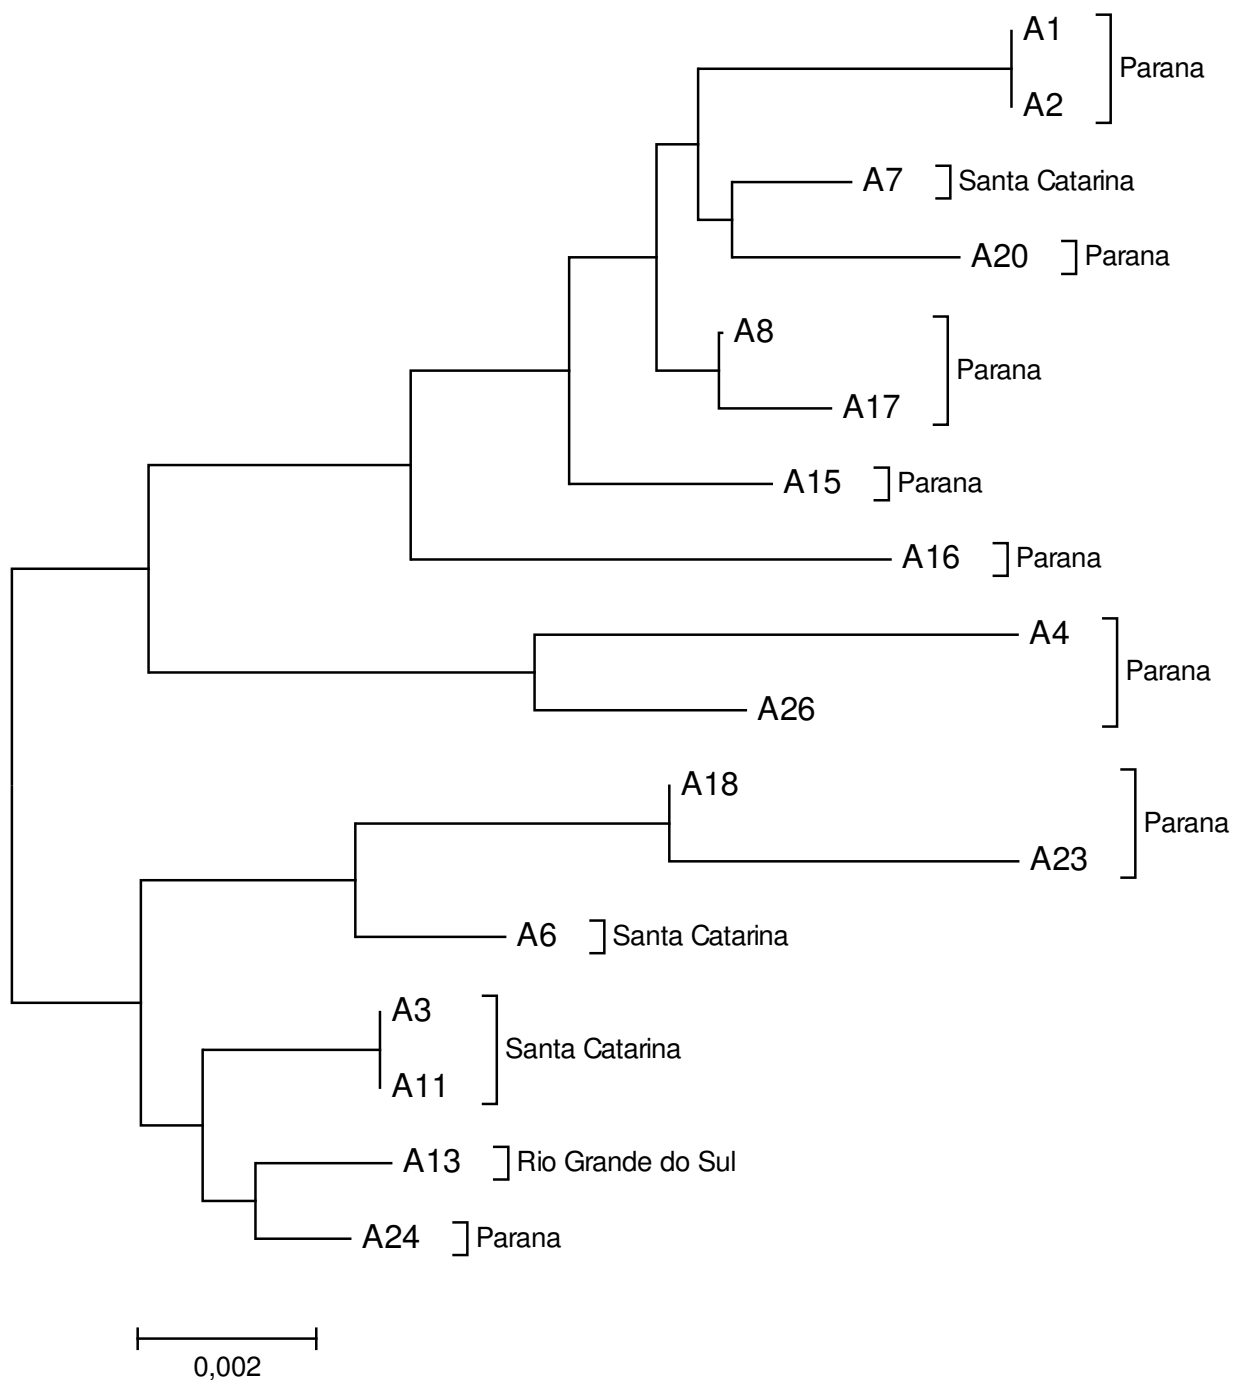 A1
Parana
A2
A7 Santa Catarina
A20 Parana
A8
Parana
A17
A15 Parana
A16 Parana
A4
Parana
A26
A18
Parana
A23
A6 Santa Catarina
A3
Santa Catarina
A11
A13 Rio Grande do Sul
A24 Parana
0,002